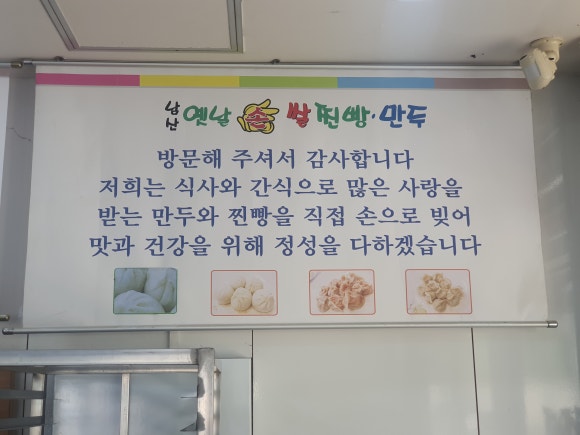 남산 옛날 손 쌀찐빵·만두
방문해 주셔서 감사합니다
저희는 식사와 간식으로 많은 사랑을
받는 만두와 찐빵을 직접 손으로 빚어
맛과 건강을 위해 정성을 다하겠습니다